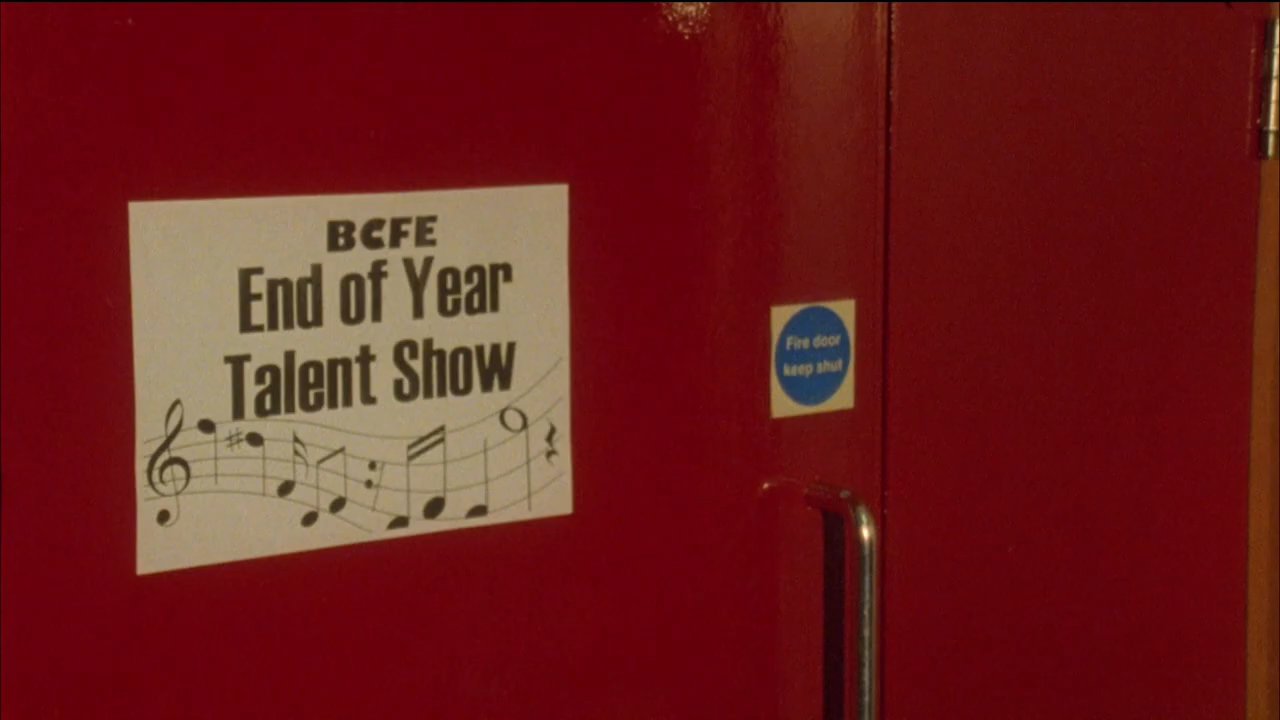 BCFE
End of Year
Talent Show
Fire door
keep shut